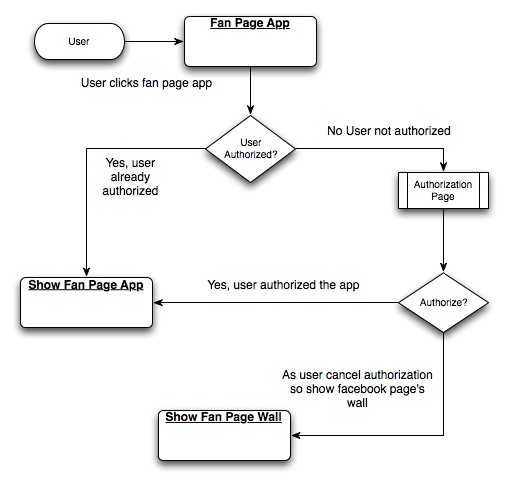 User
Fan Page App
User clicks fan page app
User
Authorized?
No User not authorized
Yes, user
already
authorized
Authorization
Page
Show Fan Page App
Yes, user authorized the app
Authorize?
As user cancel authorization
so show facebook page's
wall
Show Fan Page Wall